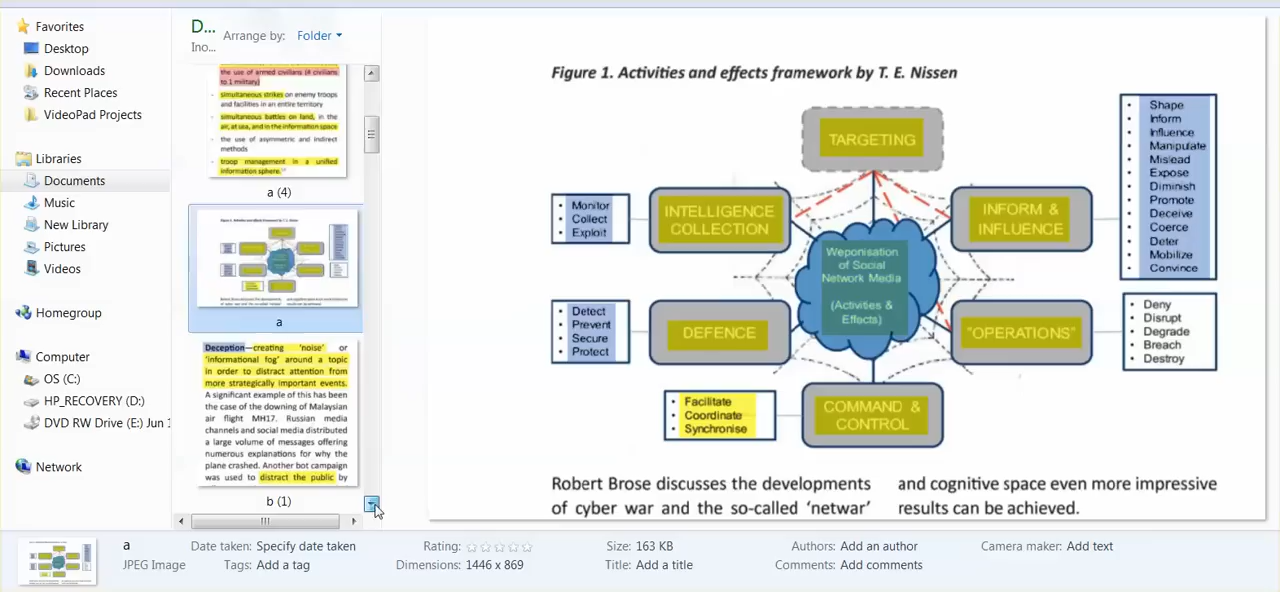 Favorites
Desktop
Downloads
Recent Places
VideoPad Projects
Libraries
Documents
Music
New Library
Pictures
Videos
Homegroup
Computer
OS (C:)
HP_RECOVERY (D:)
DVD RW Drive (E:) Jun 1
Network
D...
Ino...
Arrange by: Folder
the use of armed civilians (4 civilians
to 1 military)
- simultaneous strikes on enemy troops
and facilities in an entire territory
- simultaneous battles on land, in the
air, at sea, and in the information space
- the use of asymmetric and indirect
methods
- troop management in a unified
information sphere.
a (4)
a
Deception—creating 'noise' or
'informational fog' around a topic
in order to distract attention from
more strategically important events.
A significant example of this has been
the case of the downing of Malaysian
air flight MH17. Russian media
channels and social media distributed
a large volume of messages offering
numerous explanations for why the
plane crashed. Another bot campaign
was used to distract the public by
b (1)
Figure 1. Activities and effects framework by T. E. Nissen
TARGETING
INTELLIGENCE
COLLECTION
• Monitor
• Collect
• Exploit
INFORM &
INFLUENCE
• Shape
• Inform
• Influence
• Manipulate
• Mislead
• Expose
• Diminish
• Promote
• Deceive
• Coerce
• Deter
• Mobilize
• Convince
Weponisation
of Social
Network Media
(Activities &
Effects)
DEFENCE
• Detect
• Prevent
• Secure
• Protect
"OPERATIONS"
• Deny
• Disrupt
• Degrade
• Breach
• Destroy
COMMAND &
CONTROL
• Facilitate
• Coordinate
• Synchronise
Robert Brose discusses the developments
of cyber war and the so-called 'netwar'
and cognitive space even more impressive
results can be achieved.
a
JPEG Image
Date taken: Specify date taken
Tags: Add a tag
Rating:
Dimensions: 1446 x 869
Size: 163 KB
Title: Add a title
Authors: Add an author
Comments: Add comments
Camera maker: Add text